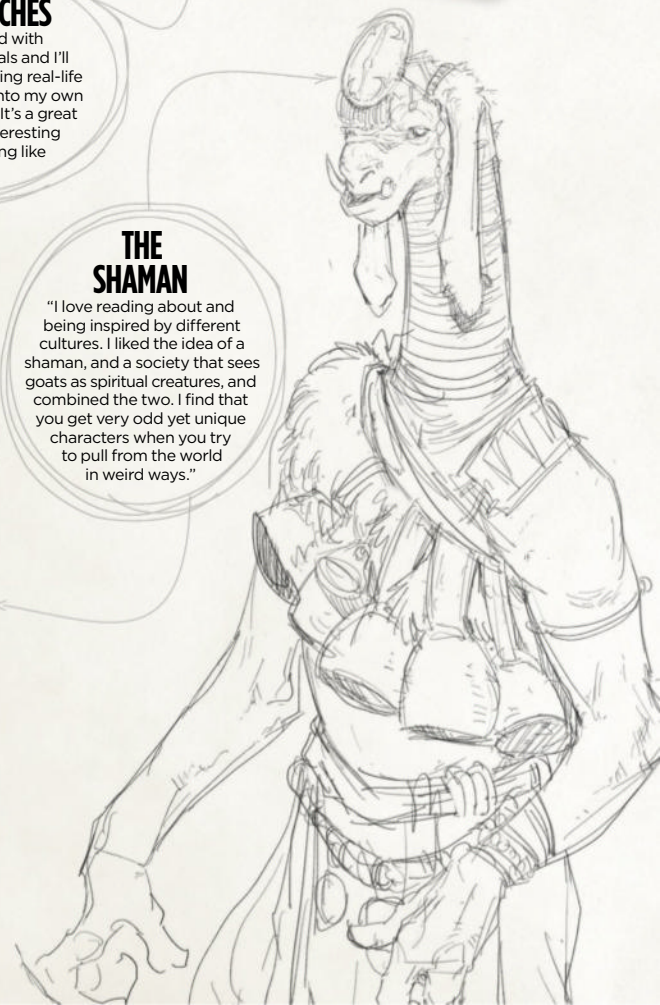 CHES
d with
als and I’ll
ing real-life
nto my own
It’s a great
eresting
ng like
THE
SHAMAN
“I love reading about and
being inspired by different
cultures. I liked the idea of a
shaman, and a society that sees
goats as spiritual creatures, and
combined the two. I find that
you get very odd yet unique
characters when you try
to pull from the world
in weird ways.”